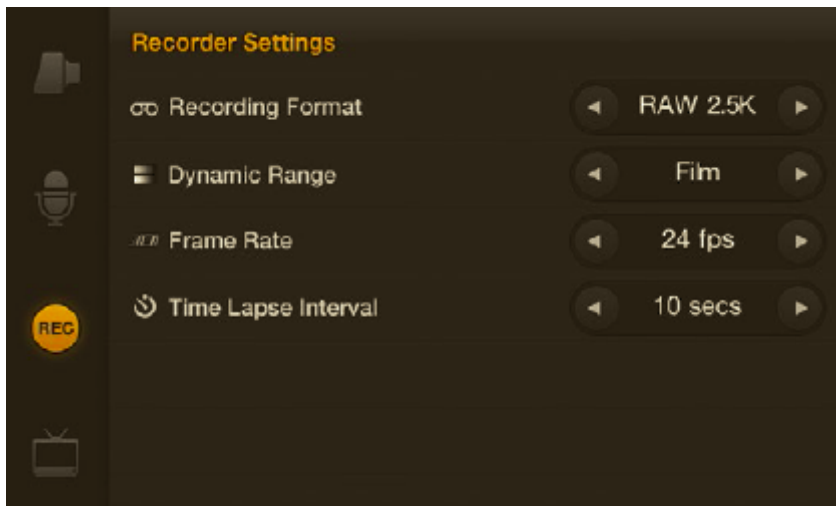 Recorder Settings
Recording Format RAW 2.5K
Dynamic Range Film
Frame Rate 24 fps
REC
Time Lapse Interval 10 secs